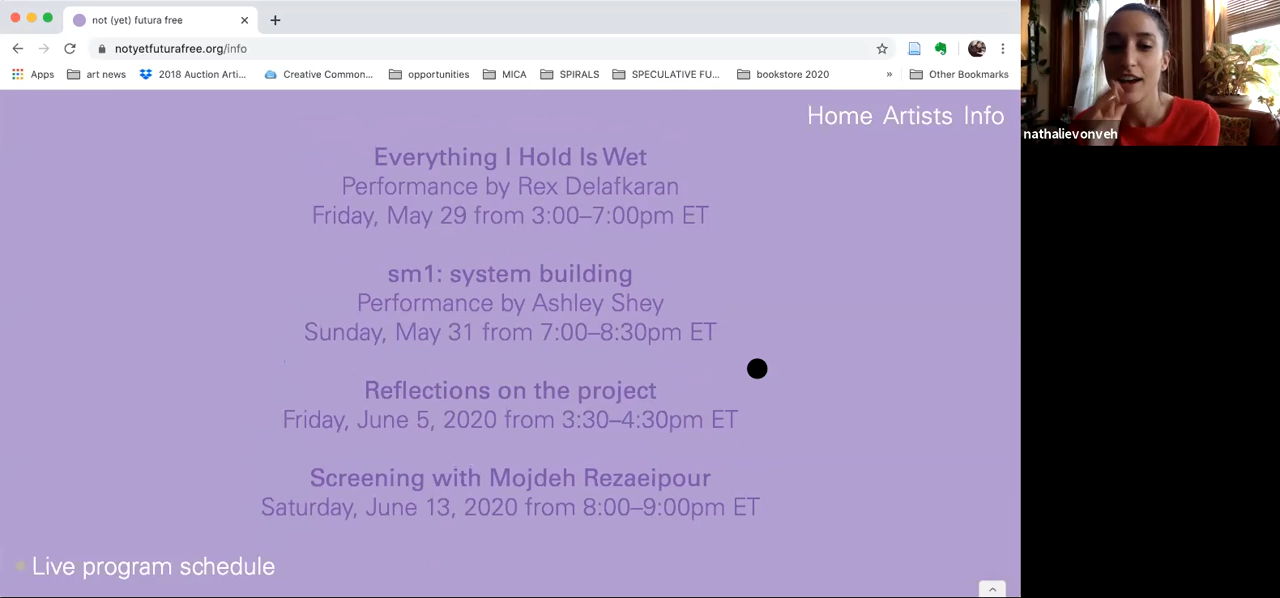 not (yet) futura free
notyetfuturafree.org/info
Apps art news 2018 Auction Arti... Creative Common... opportunities MICA SPIRALS SPECULATIVE FU... bookstore 2020 » Other Bookmarks
Home Artists Info
nathalievonveh
Everything I Hold Is Wet
Performance by Rex Delafkaran
Friday, May 29 from 3:00–7:00pm ET
sm1: system building
Performance by Ashley Shey
Sunday, May 31 from 7:00–8:30pm ET
Reflections on the project
Friday, June 5, 2020 from 3:30–4:30pm ET
Screening with Mojdeh Rezaeipour
Saturday, June 13, 2020 from 8:00–9:00pm ET
Live program schedule